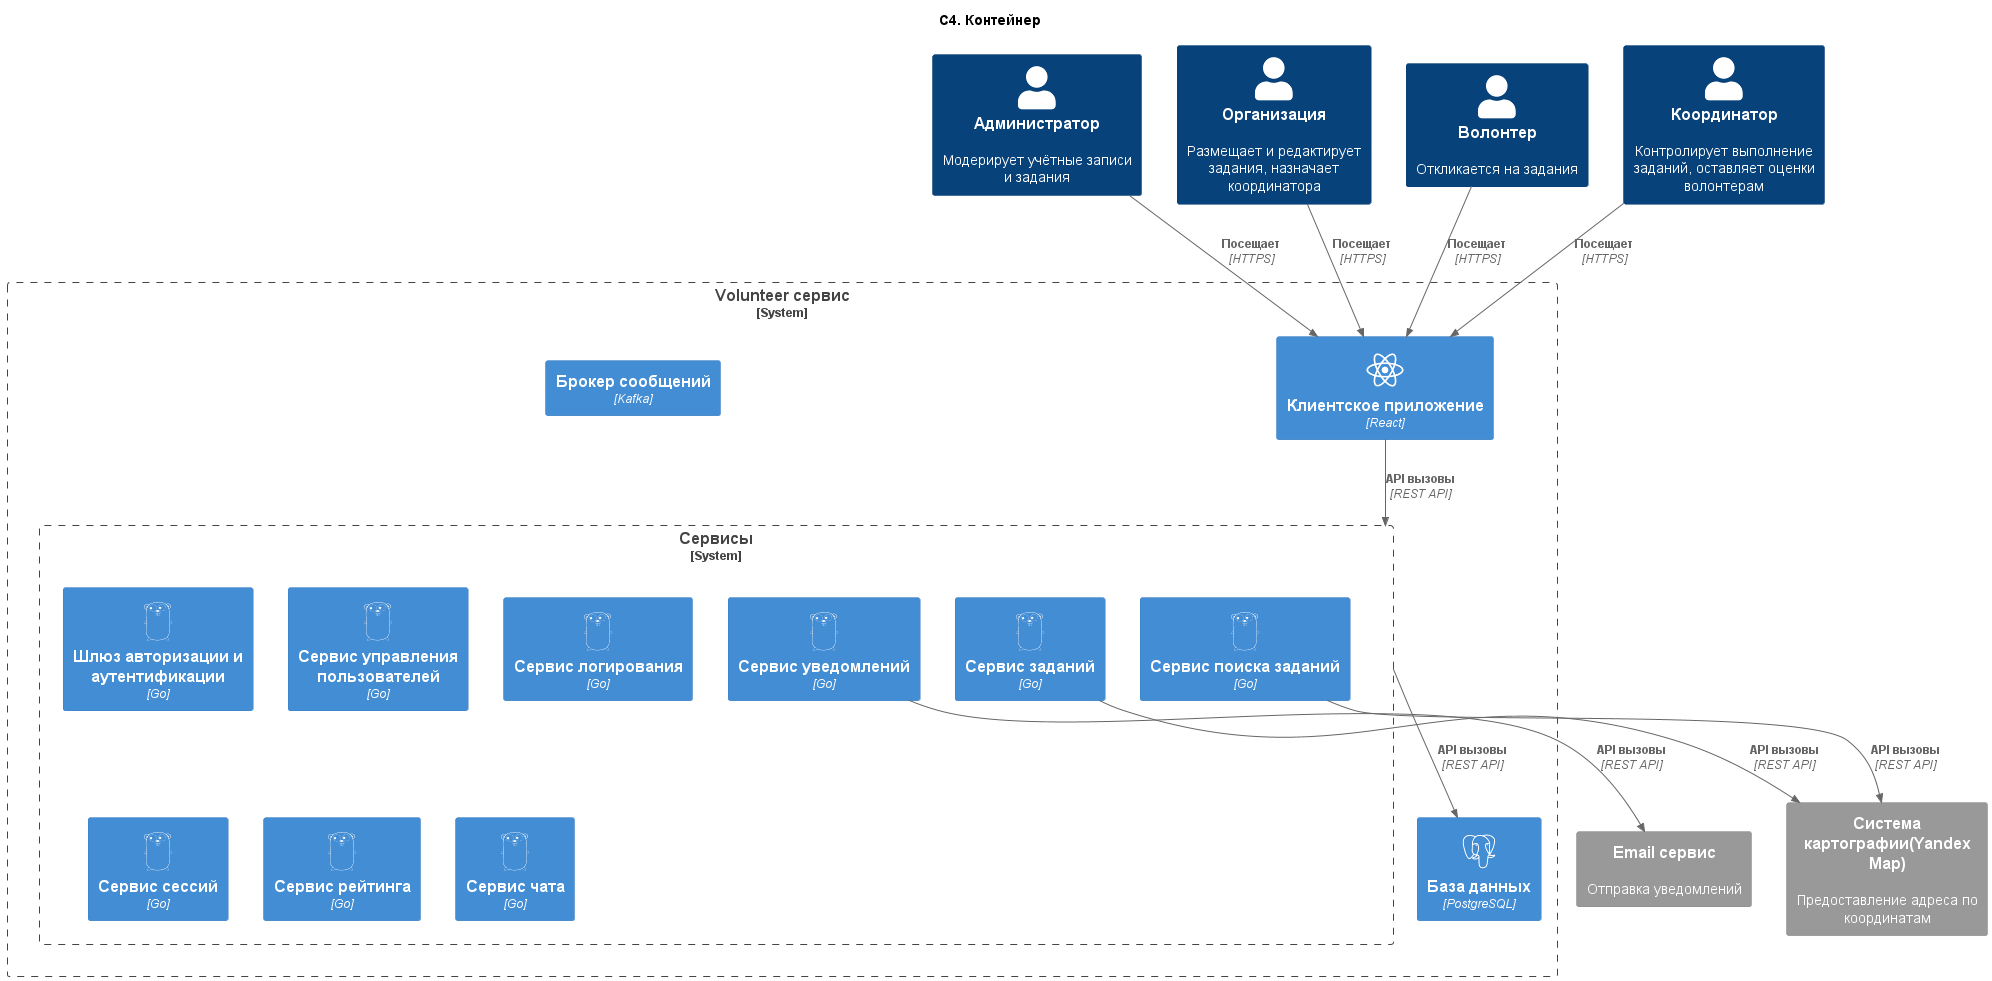 C4. Контейнер
Администратор
Модерирует учётные записи
и задания
Организация
Размещает и редактирует
задания, назначает
координатора
Волонтер
Откликается на задания
Координатор
Контролирует выполнение
заданий, оставляет оценки
волонтерам
Посещает
[HTTPS]
Посещает
[HTTPS]
Посещает
[HTTPS]
Посещает
[HTTPS]
Volunteer сервис
[System]
Брокер сообщений
[Kafka]
Клиентское приложение
[React]
API вызовы
[REST API]
Сервисы
[System]
Шлюз авторизации и
аутентификации
[Go]
Сервис управления
пользователей
[Go]
Сервис логирования
[Go]
Сервис уведомлений
[Go]
Сервис заданий
[Go]
Сервис поиска заданий
[Go]
API вызовы
[REST API]
API вызовы
[REST API]
API вызовы
[REST API]
API вызовы
[REST API]
Сервис сессий
[Go]
Сервис рейтинга
[Go]
Сервис чата
[Go]
База данных
[PostgreSQL]
Email сервис
Отправка уведомлений
Система
картографии(Yandex
Map)
Предоставление адреса по
координатам